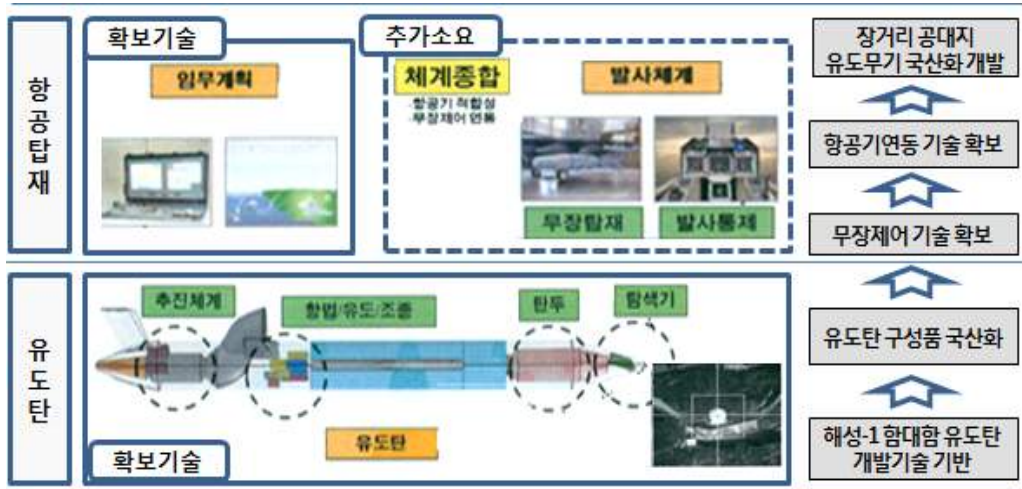 항공탑재
확보기술
임무계획
추가소요
체계종합
·항공기 적합성
·무장제어 연동
발사체계
무장탑재
발사통제
장거리 공대지
유도무기 국산화 개발
항공기연동 기술 확보
무장제어 기술 확보
유도탄
추진체계
항법/유도/조종
탄두
탐색기
유도탄
확보기술
유도탄 구성품 국산화
해성-1 함대함 유도탄
개발기술 기반